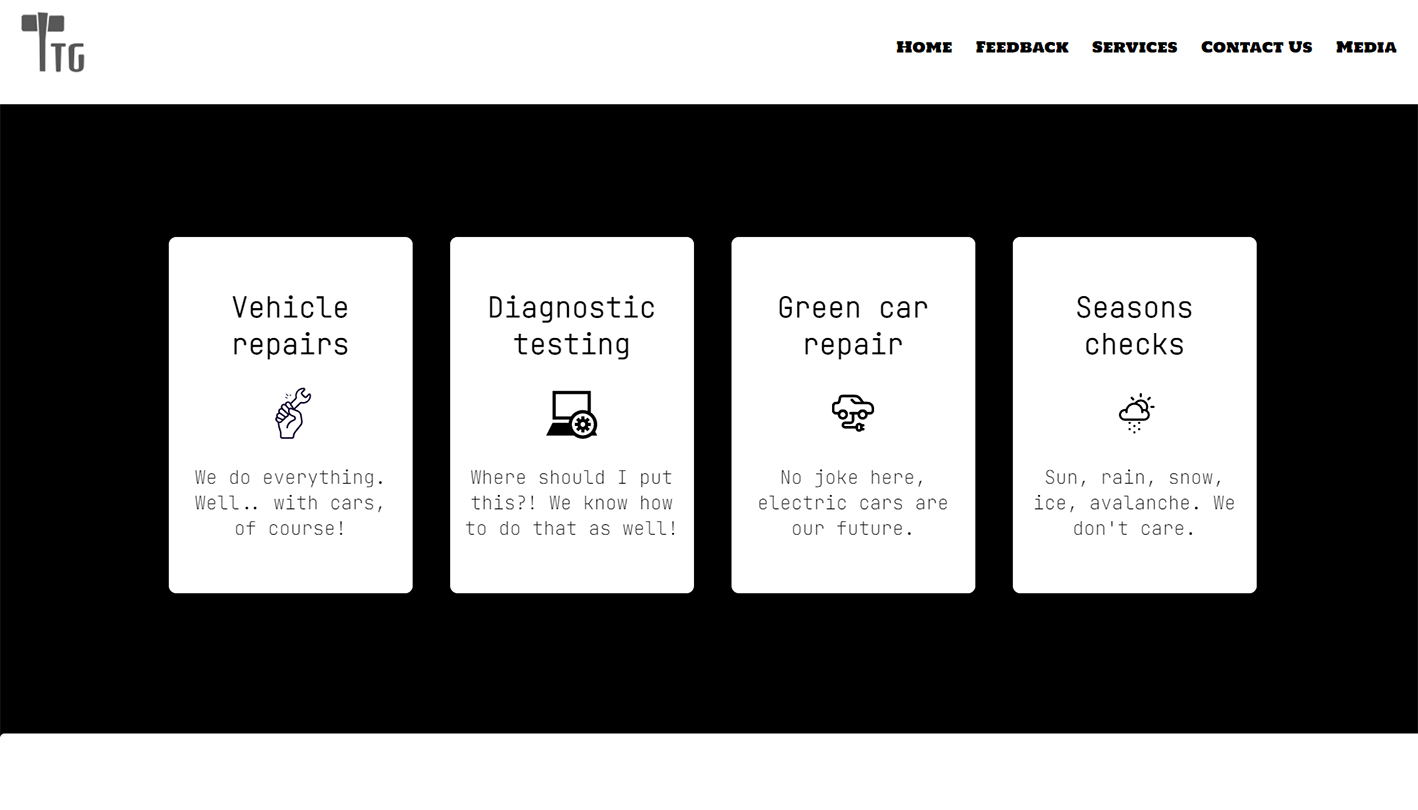 TTG
Home Feedback Services Contact Us Media
Vehicle
repairs
We do everything.
Well.. with cars,
of course!
Diagnostic
testing
Where should I put
this?! We know how
to do that as well!
Green car
repair
No joke here,
electric cars are
our future.
Seasons
checks
Sun, rain, snow,
ice, avalanche. We
don't care.